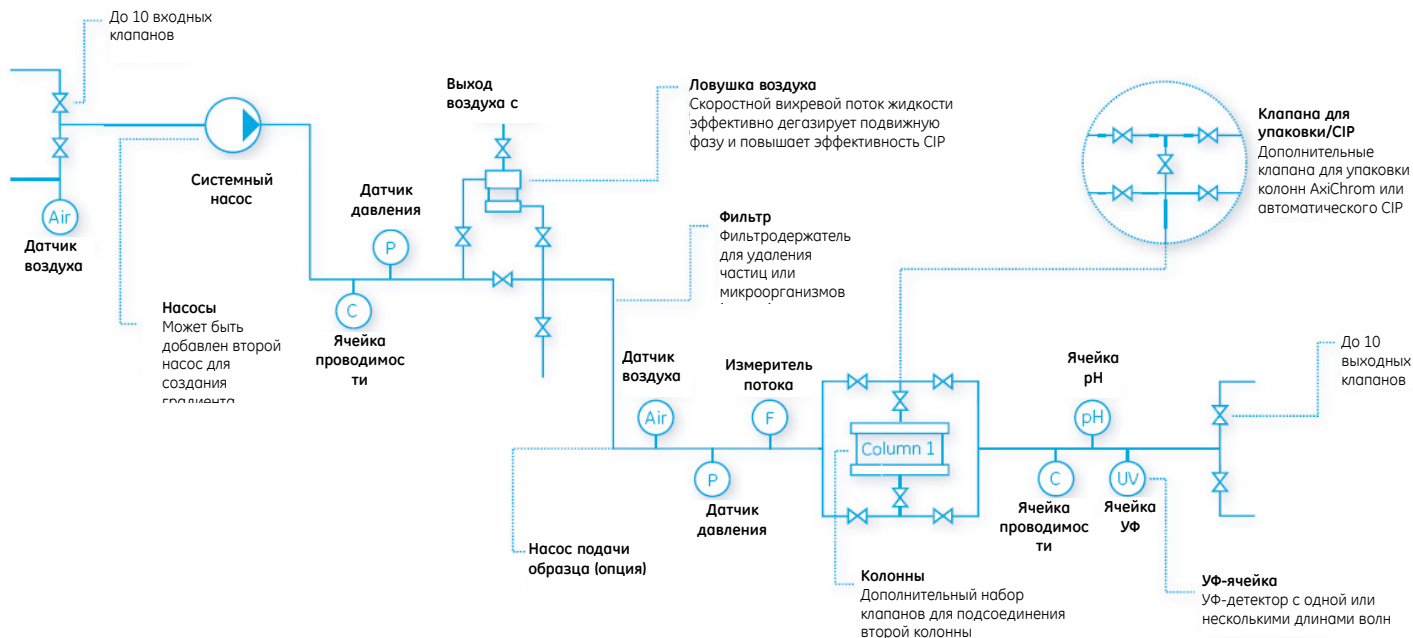 До 10 входных
клапанов
Air
Датчик
воздуха
Системный
насос
Насосы
Может быть
добавлен второй
насос для
создания
градиента
Датчик
давления
P
C
Ячейка
проводимос
ти
Выход
воздуха с
Ловушка воздуха
Скоростной вихревой поток жидкости
эффективно дегазирует подвижную
фазу и повышает эффективность CIP
Фильтр
Фильтродержатель
для удаления
частиц или
микроорганизмов
Клапана для
упаковки/CIP
Дополнительные
клапана для упаковки
колонн AxiChrom или
автоматического CIP
Датчик
воздуха
Air
Измеритель
потока
F
P
Датчик
давления
Насос подачи
образца (опция)
Column 1
Колонны
Дополнительный набор
клапанов для подсоединения
второй колонны
Ячейка
pH
pH
C
Ячейка
проводимос
ти
UV
Ячейка
УФ
До 10
выходных
клапанов
УФ-ячейка
УФ-детектор с одной или
несколькими длинами волн